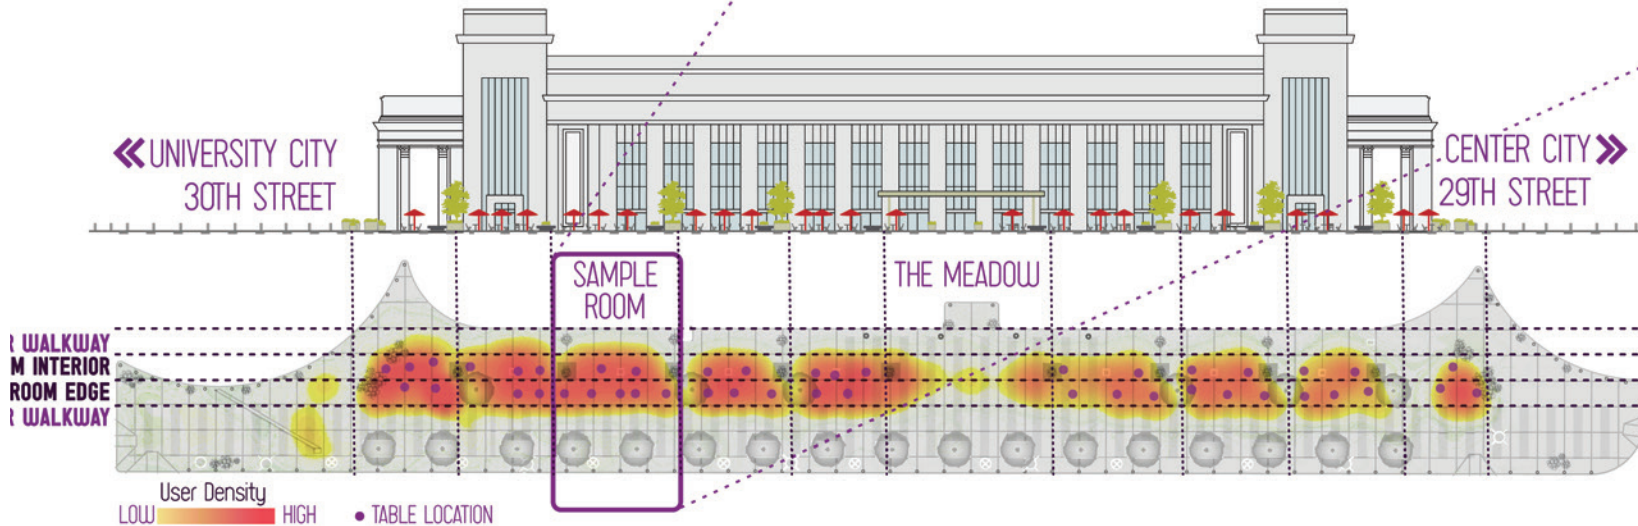 UNIVERSITY CITY
30TH STREET
CENTER CITY
29TH STREET
SAMPLE
ROOM
THE MEADOW
R WALKWAY
M INTERIOR
ROOM EDGE
R WALKWAY
User Density
LOW HIGH
TABLE LOCATION